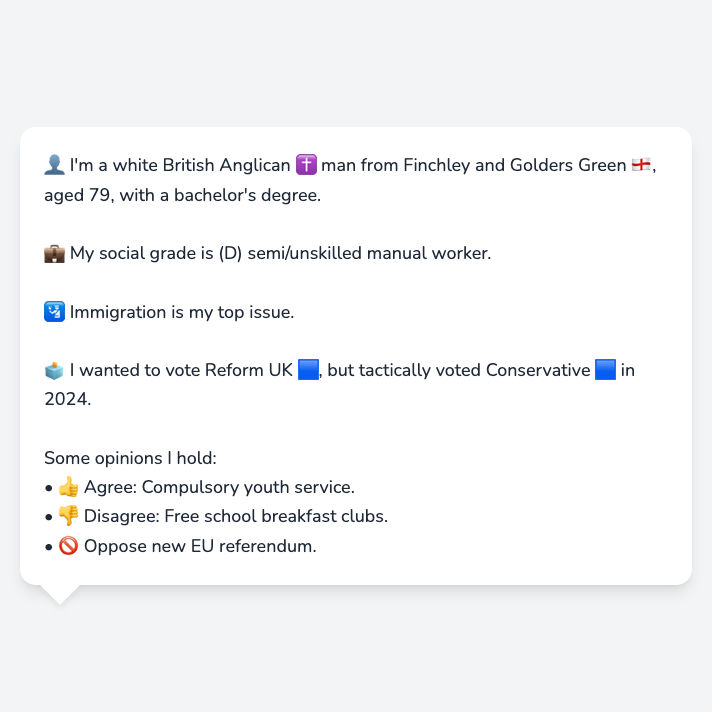 👤 I'm a white British Anglican ✝️ man from Finchley and Golders Green 🏴󠁧󠁢󠁥󠁮󠁧󠁿,
aged 79, with a bachelor's degree.
💼 My social grade is (D) semi/unskilled manual worker.
🛂 Immigration is my top issue.
🗳️ I wanted to vote Reform UK 🟦, but tactically voted Conservative 🟦 in
2024.
Some opinions I hold:
• 👍 Agree: Compulsory youth service.
• 👎 Disagree: Free school breakfast clubs.
• 🚫 Oppose new EU referendum.